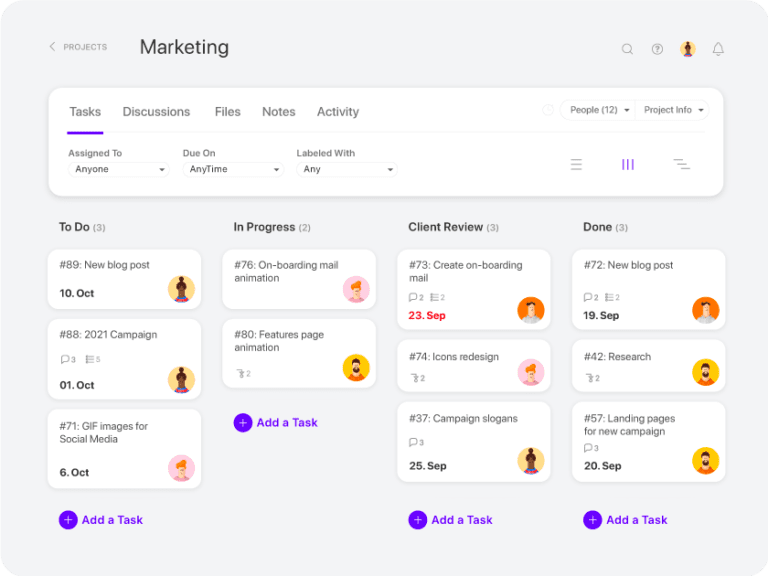 PROJECTS
Marketing
Tasks
Discussions
Files
Notes
Activity
People (12)
Project Info
Assigned To
Due On
Labeled With
Anyone
AnyTime
Any
To Do (3)
#89: New blog post
10. Oct
#88: 2021 Campaign
3
5
01. Oct
#71: GIF images for
Social Media
6. Oct
Add a Task
In Progress (2)
#76: On-boarding mail
animation
#80: Features page
animation
2
Add a Task
Client Review (3)
#73: Create on-boarding
mail
2
2
23. Sep
#74: Icons redesign
2
#37: Campaign slogans
3
25. Sep
Add a Task
Done (3)
#72: New blog post
2
2
19. Sep
#42: Research
2
#57: Landing pages
for new campaign
3
20. Sep
Add a Task